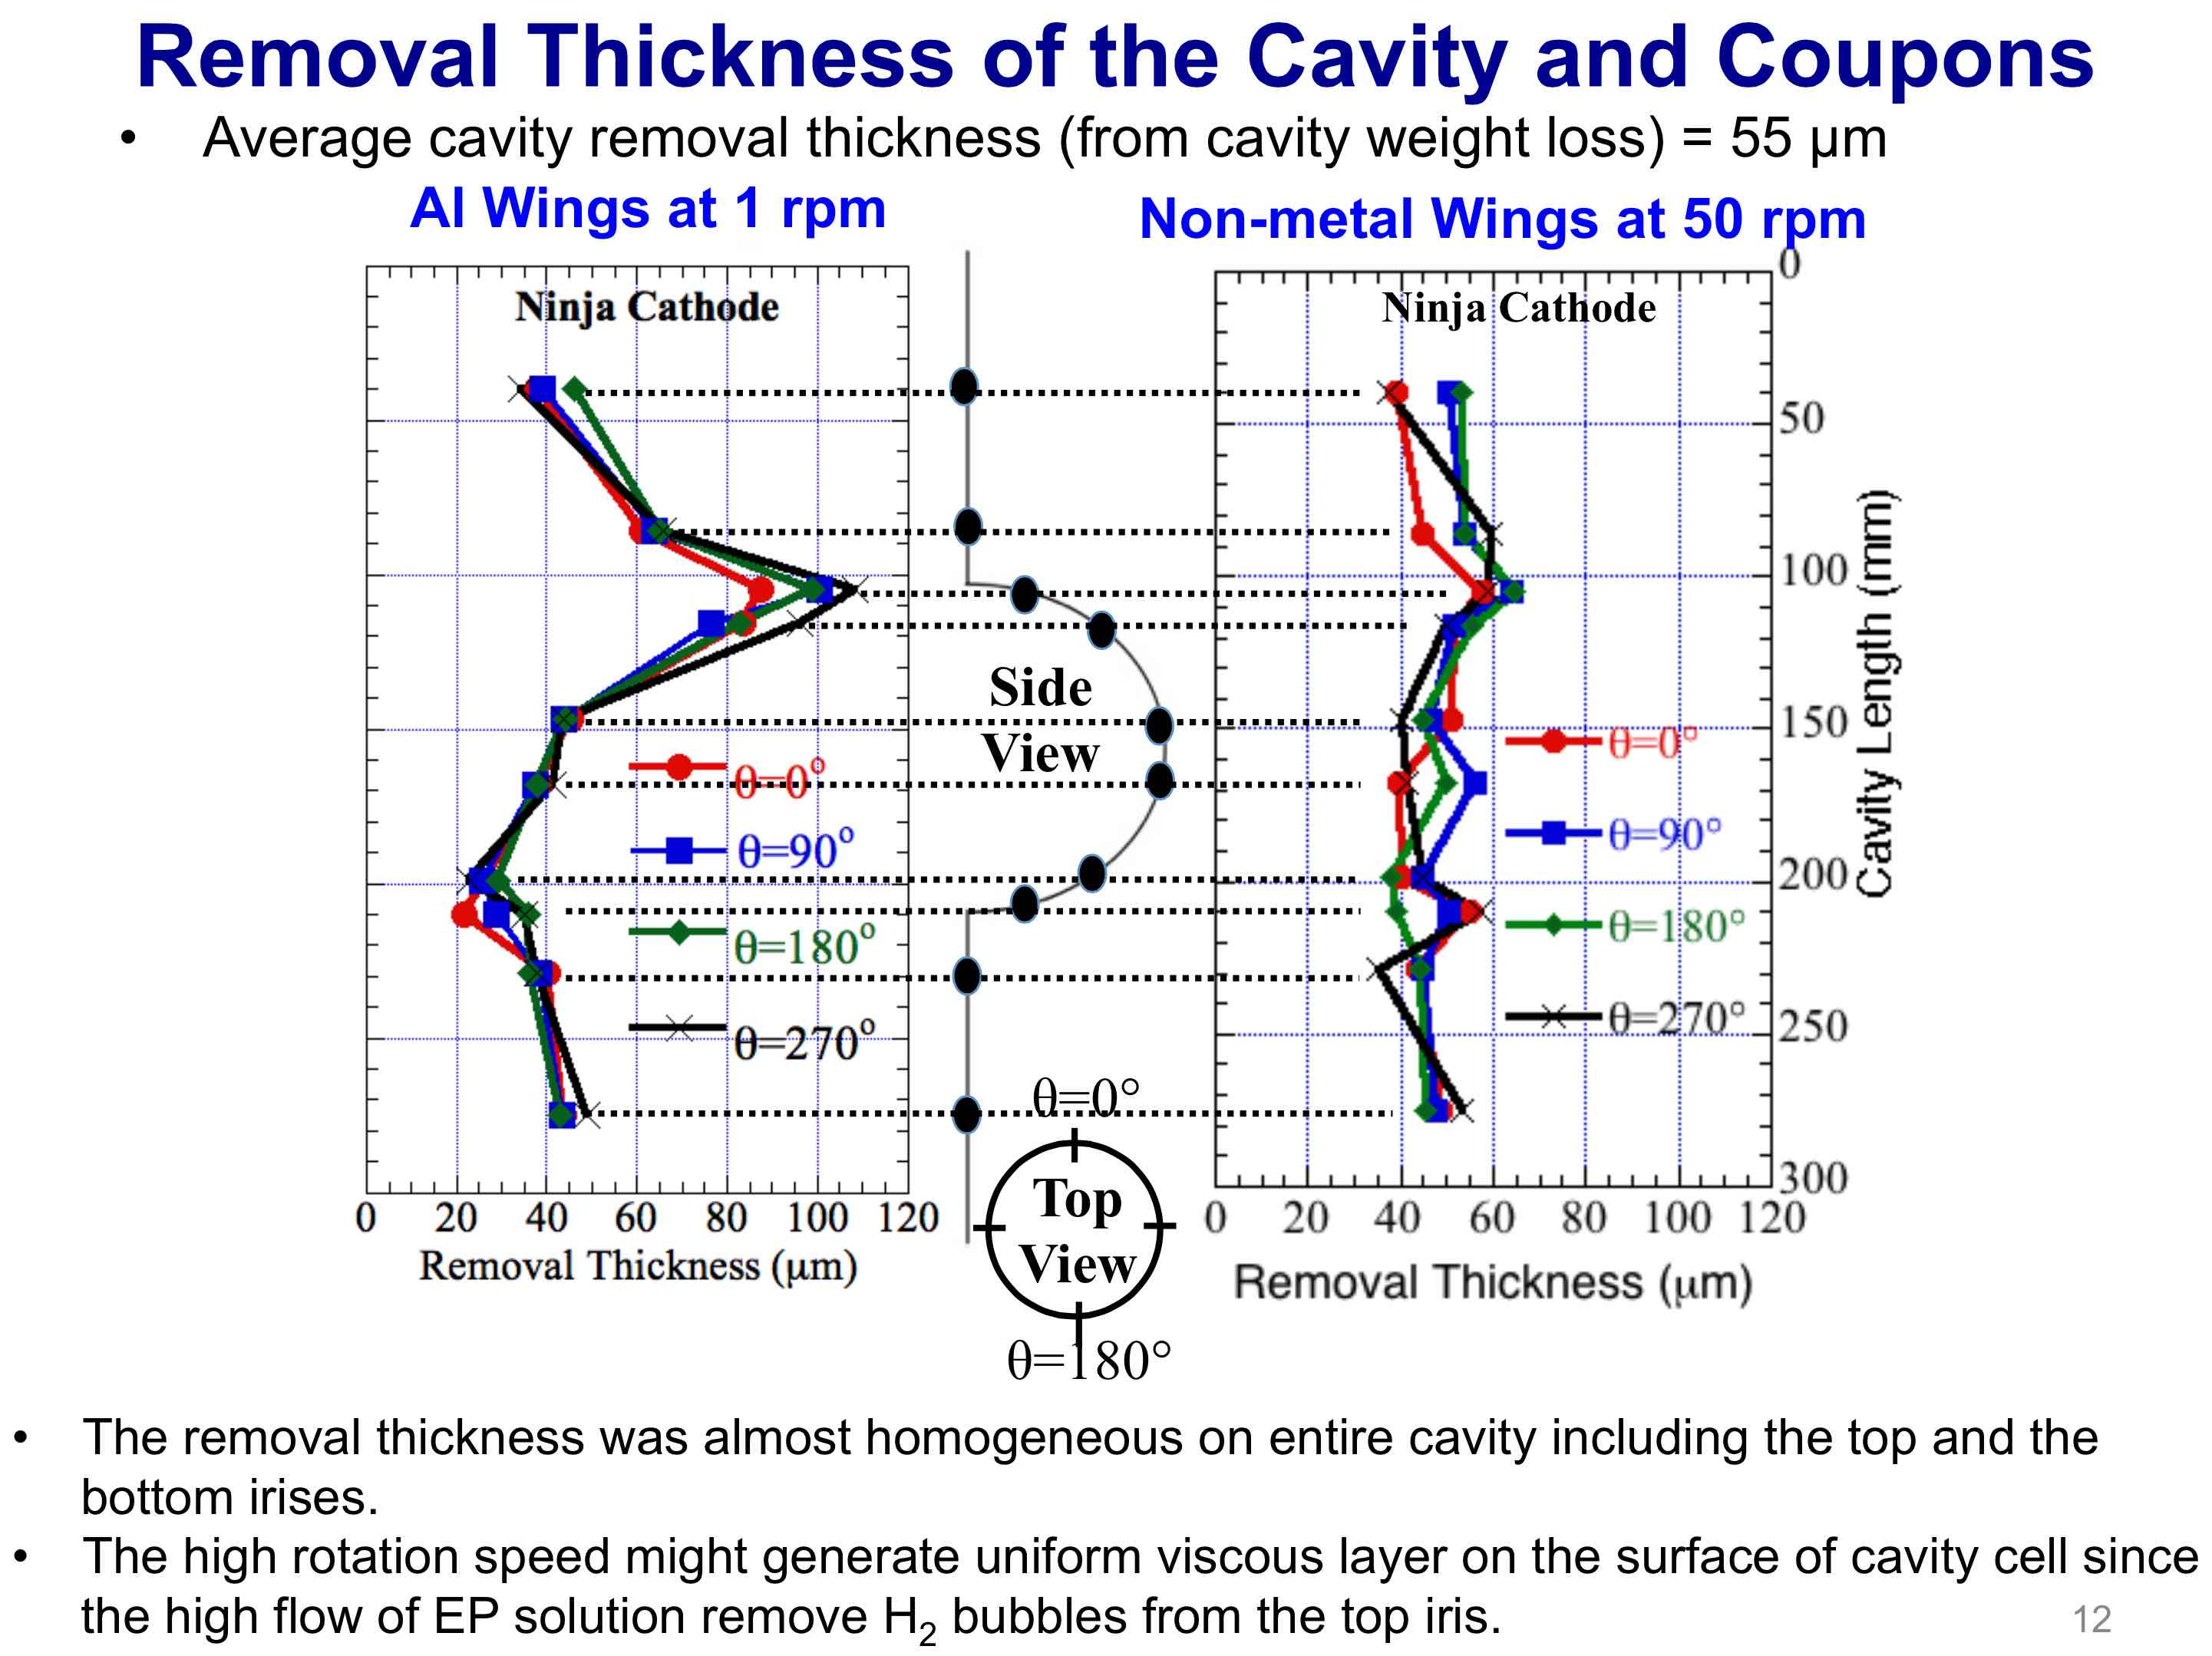 Removal Thickness of the Cavity and Coupons
• Average cavity removal thickness (from cavity weight loss) = 55 µm
Al Wings at 1 rpm
Non-metal Wings at 50 rpm
Ninja Cathode
θ=0°
θ=90°
θ=180°
θ=270°
0 20 40 60 80 100 120
Removal Thickness (µm)
Side
View
θ=0°
Top
View
θ=180°
Ninja Cathode
θ=0°
θ=90°
θ=180°
θ=270°
0
50
100
150
200
250
300
Cavity Length (mm)
0 20 40 60 80 100 120
Removal Thickness (µm)
• The removal thickness was almost homogeneous on entire cavity including the top and the
bottom irises.
• The high rotation speed might generate uniform viscous layer on the surface of cavity cell since
the high flow of EP solution remove H₂ bubbles from the top iris.
12